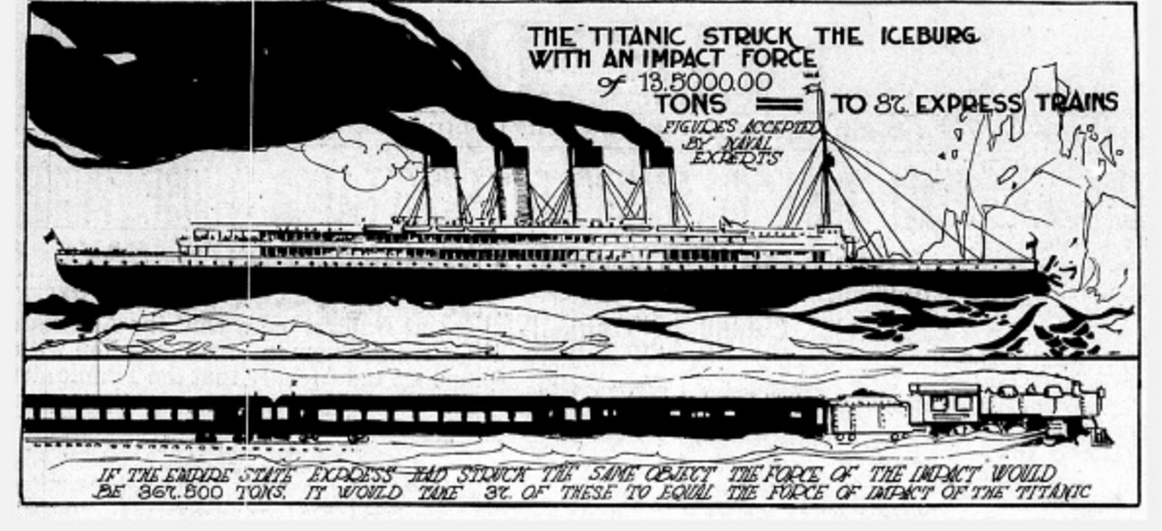 THE TITANIC STRUCK THE ICEBURG
WITH AN IMPACT FORCE
of 13.5000.00
TONS = TO 37. EXPRESS TRAINS
FIGURES ACCEPTED
BY NAVAL
EXPERTS
IF THE EMPIRE STATE EXPRESS HAD STRUCK THE SAME OBJECT THE FORCE OF THE IMPACT WOULD
BE 367.500 TONS. IT WOULD TAKE 37. OF THESE TO EQUAL THE FORCE OF IMPACT OF THE TITANIC